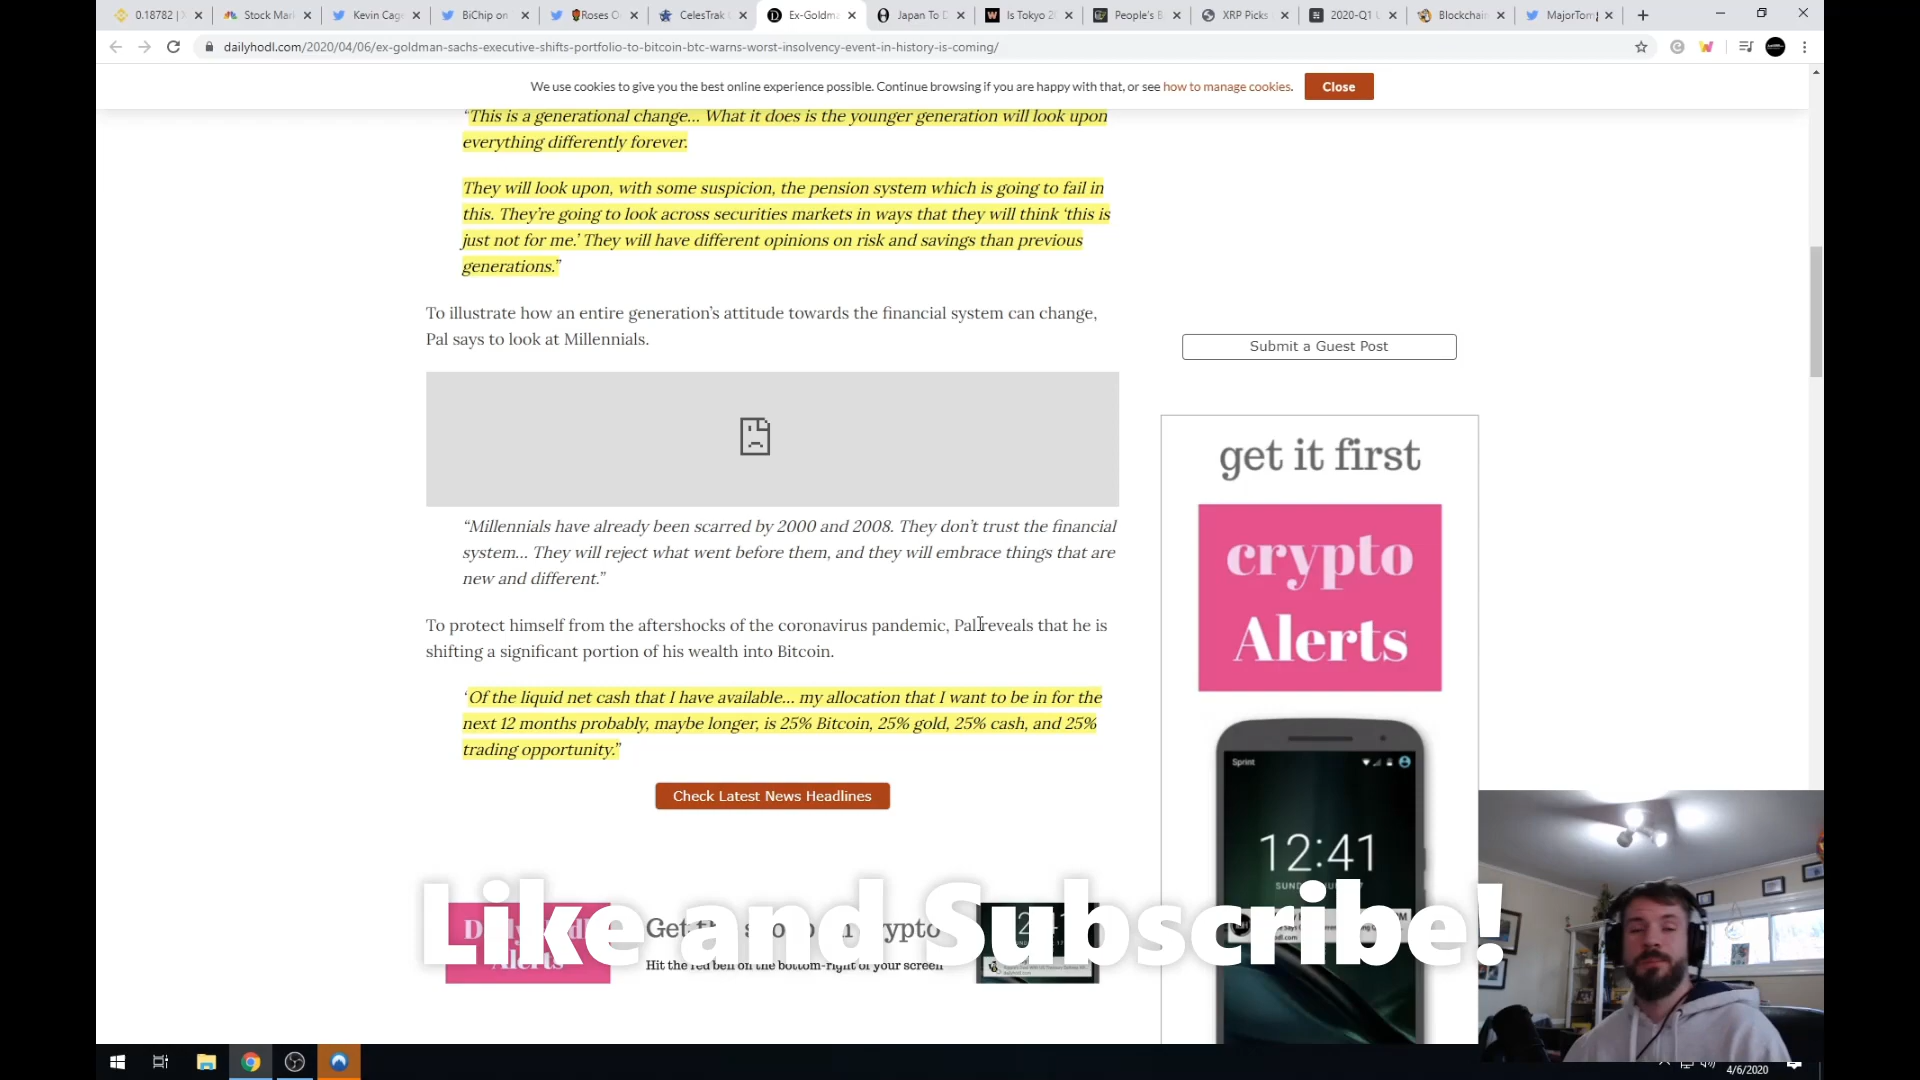 0.18782 |
Stock Mar
Kevin Cag
BiChip on
Roses O
CelesTrak
Ex-Goldma
Japan To D
Is Tokyo 2
People's B
XRP Picks
2020-Q1
Blockchain
MajorTom
dailyhodl.com/2020/04/06/ex-goldman-sachs-executive-shifts-portfolio-to-bitcoin-btc-warns-worst-insolvency-event-in-history-is-coming/
We use cookies to give you the best online experience possible. Continue browsing if you are happy with that, or see how to manage cookies.
Close
“This is a generational change… What it does is the younger generation will look upon
everything differently forever.
They will look upon, with some suspicion, the pension system which is going to fail in
this. They’re going to look across securities markets in ways that they will think ‘this is
just not for me.’ They will have different opinions on risk and savings than previous
generations.”
To illustrate how an entire generation’s attitude towards the financial system can change,
Pal says to look at Millennials.
“Millennials have already been scarred by 2000 and 2008. They don’t trust the financial
system… They will reject what went before them, and they will embrace things that are
new and different.”
To protect himself from the aftershocks of the coronavirus pandemic, Pal reveals that he is
shifting a significant portion of his wealth into Bitcoin.
‘Of the liquid net cash that I have available… my allocation that I want to be in for the
next 12 months probably, maybe longer, is 25% Bitcoin, 25% gold, 25% cash, and 25%
trading opportunity.”
Check Latest News Headlines
Submit a Guest Post
get it first
crypto
Alerts
Sprint
12:41
Like and Subscribe!
Hit the red bell on the bottom-right of your screen
4/6/2020